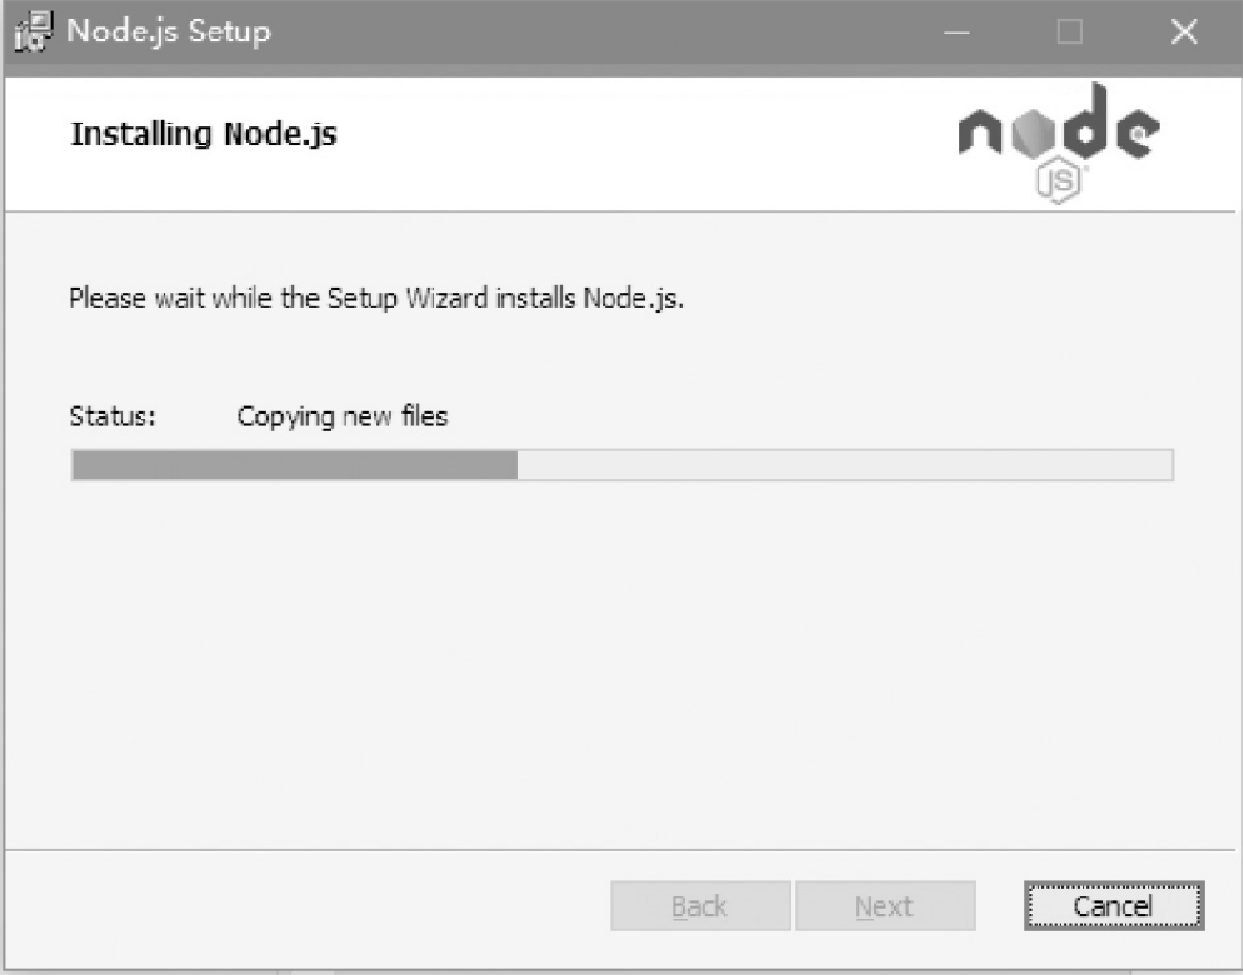 Node.js Setup
Installing Node.js
node
JS
Please wait while the Setup Wizard installs Node.js.
Status: Copying new files
Back Next Cancel